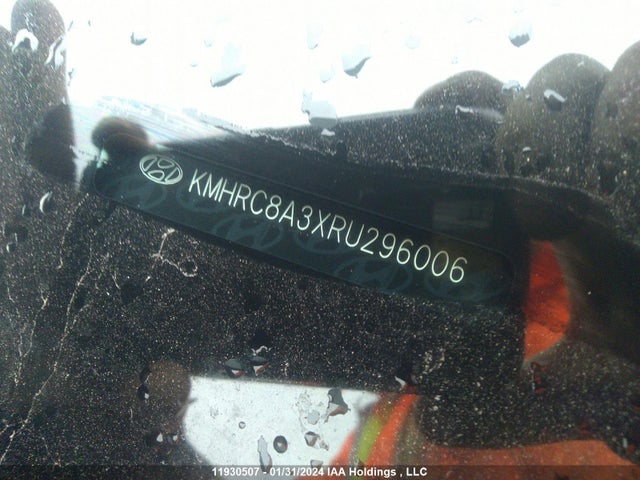 KMHRC8A3XRU296006
11930507 - 01/31/2024 IAA Holdings , LLC